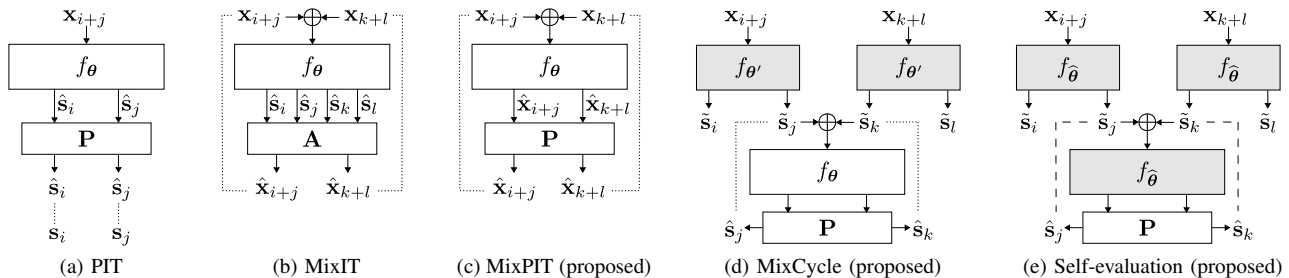 x_{i+j}
f_θ
ŝ_i ŝ_j
P
ŝ_i ŝ_j
s_i s_j
(a) PIT
x_{i+j} ⊕ x_{k+l}
f_θ
ŝ_i ŝ_j ŝ_k ŝ_l
A
x̂_{i+j} x̂_{k+l}
(b) MixIT
x_{i+j} ⊕ x_{k+l}
f_θ
x̂_{i+j} x̂_{k+l}
P
x̂_{i+j} x̂_{k+l}
(c) MixPIT (proposed)
x_{i+j} x_{k+l}
f_{θ′} f_{θ′}
s̃_i s̃_j ⊕ s̃_k s̃_l
f_θ
ŝ_j P ŝ_k
(d) MixCycle (proposed)
x_{i+j} x_{k+l}
f_{θ̂} f_{θ̂}
s̃_i s̃_j ⊕ s̃_k s̃_l
f_{θ̂}
ŝ_j P ŝ_k
(e) Self-evaluation (proposed)